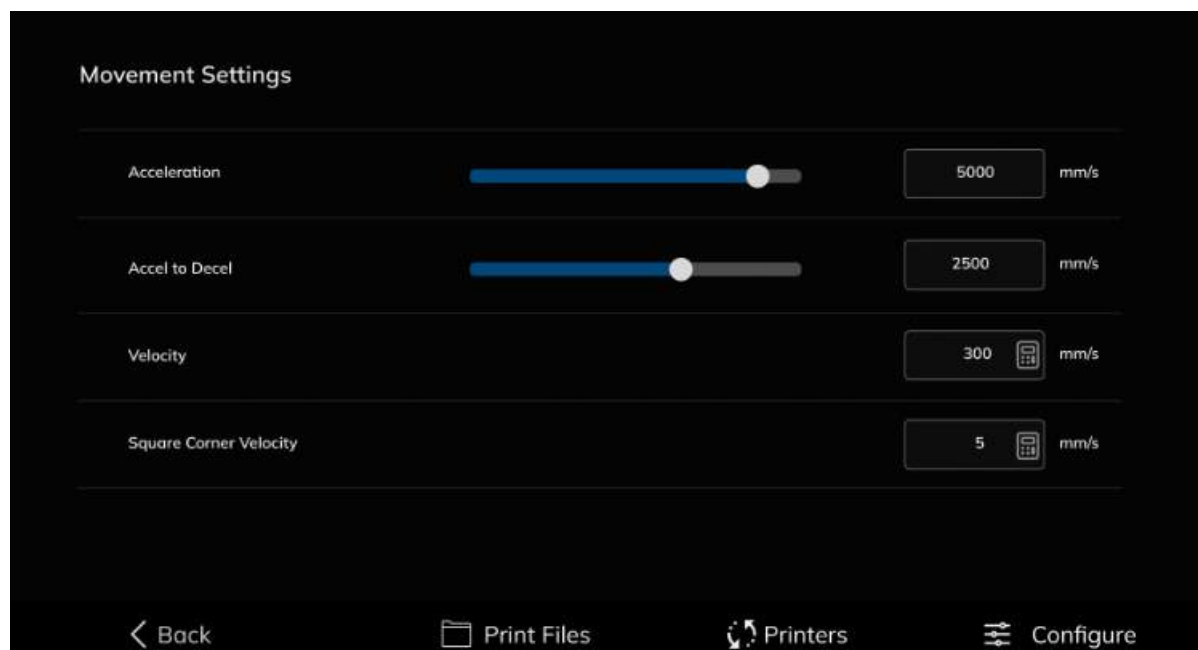 Movement Settings
Acceleration 5000 mm/s
Accel to Decel 2500 mm/s
Velocity 300 mm/s
Square Corner Velocity 5 mm/s
Back Print Files Printers Configure